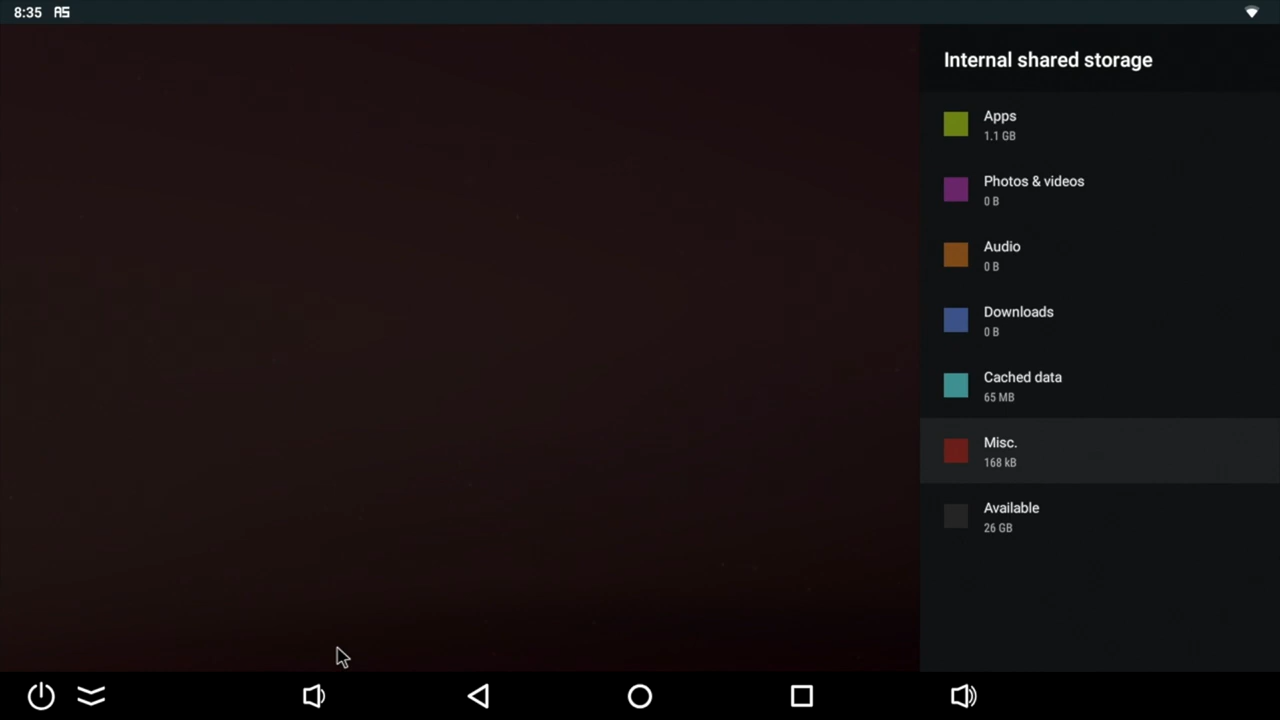 8:35 AS
Internal shared storage
Apps
1.1 GB
Photos & videos
0 B
Audio
0 B
Downloads
0 B
Cached data
65 MB
Misc.
168 kB
Available
26 GB